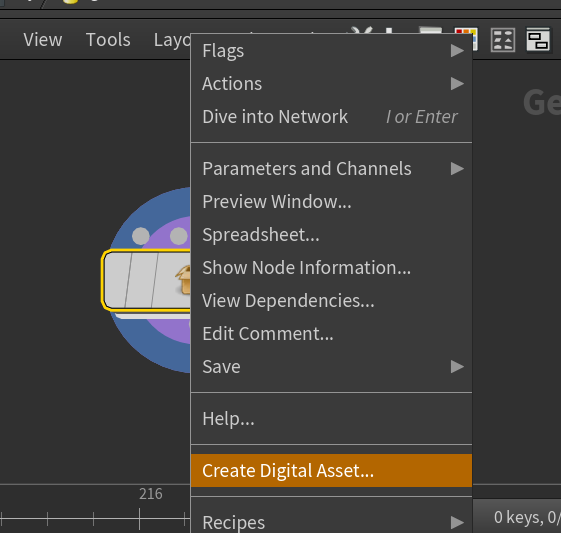 View Tools
Ge
Flags
Actions
Dive into Network I or Enter
Parameters and Channels
Preview Window...
Spreadsheet...
Show Node Information...
View Dependencies...
Edit Comment...
Save
Help...
Create Digital Asset...
216
0 keys, 0/
Recipes